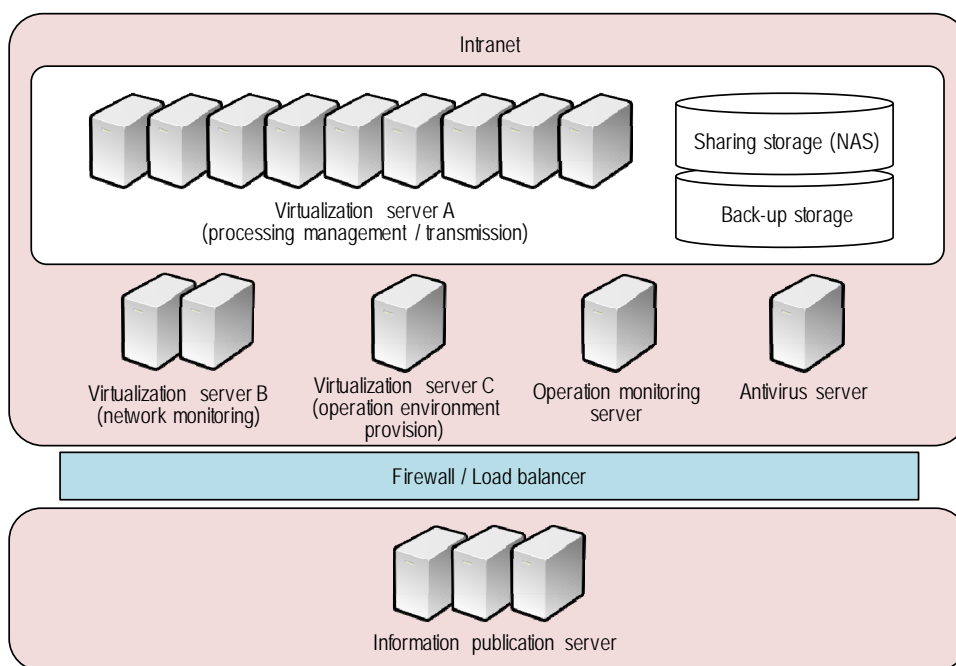 Intranet
Sharing storage (NAS)
Back-up storage
Virtualization server A
(processing management / transmission)
Virtualization server B
(network monitoring)
Virtualization server C
(operation environment
provision)
Operation monitoring
server
Antivirus server
Firewall / Load balancer
Information publication server